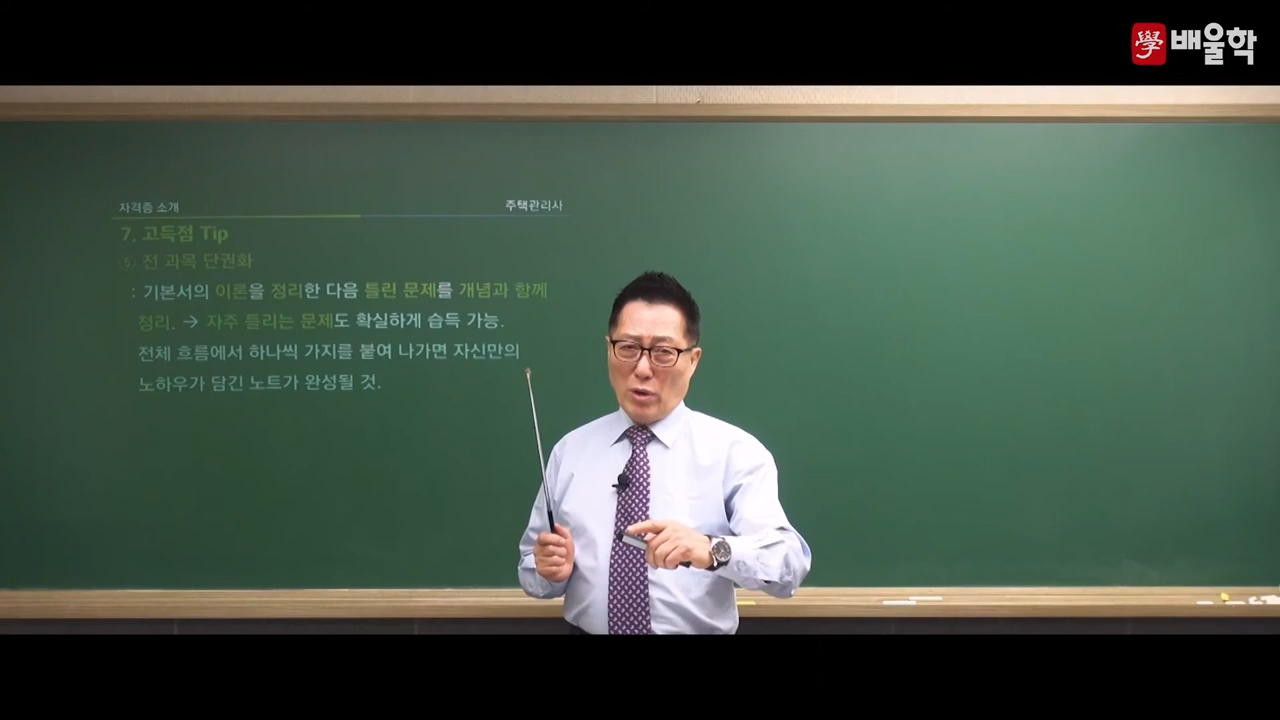 學 배울학
자격증 소개
주택관리사
7. 고득점 Tip
⑤ 전 과목 단권화
: 기본서의 이론을 정리한 다음 틀린 문제를 개념과 함께
정리. → 자주 틀리는 문제도 확실하게 습득 가능.
전체 흐름에서 하나씩 가지를 붙여 나가면 자신만의
노하우가 담긴 노트가 완성될 것.